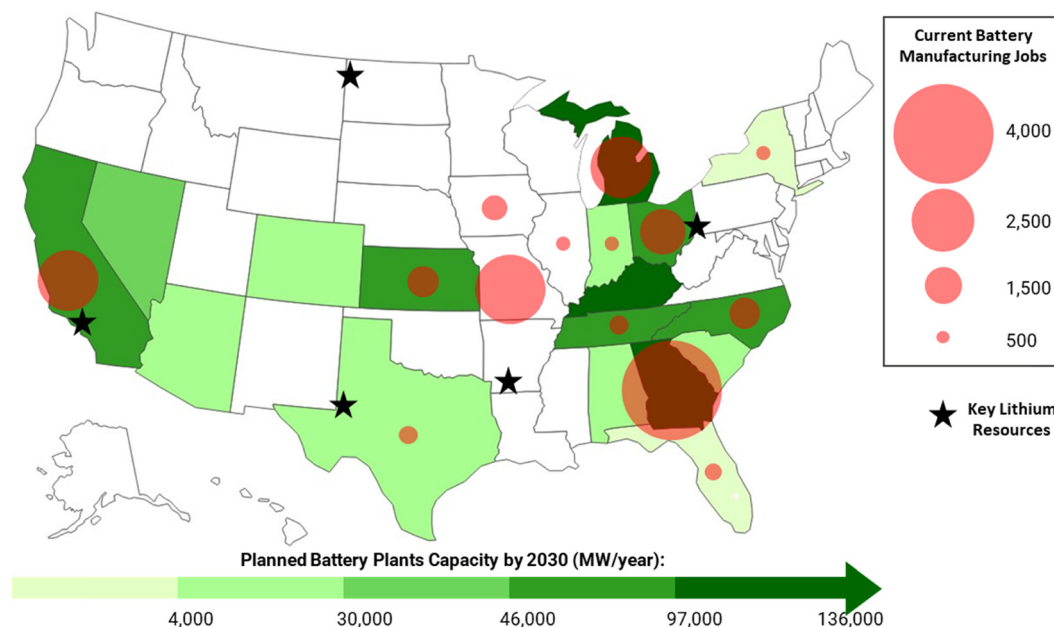 Current Battery
Manufacturing Jobs
4,000
2,500
1,500
500
Key Lithium
Resources
Planned Battery Plants Capacity by 2030 (MW/year):
4,000 30,000 46,000 97,000 136,000